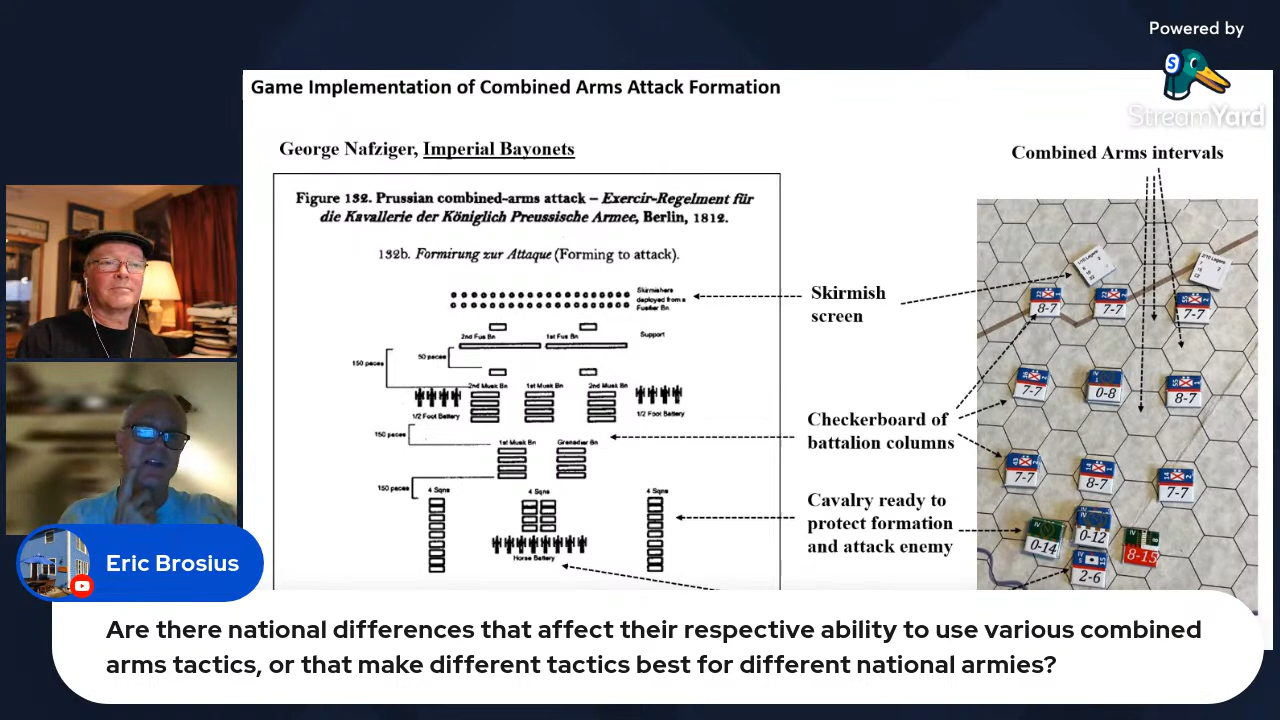 Powered by
StreamYard
Game Implementation of Combined Arms Attack Formation
George Nafziger, Imperial Bayonets
Figure 132. Prussian combined-arms attack – Exercir-Regelment für
die Kavallerie der Königlich Preussische Armee, Berlin, 1812.
132b. Formirung zur Attaque (Forming to attack).
Skirmishers
deployed from a
Fusilier Bn
2nd Fus Bn
1st Fus Bn
Support
50 paces
150 paces
2nd Musk Bn
1st Musk Bn
2nd Musk Bn
1/2 Foot Battery
1/2 Foot Battery
150 paces
1st Musk Bn
Grenadier Bn
150 paces
4 Sqns
4 Sqns
4 Sqns
Horse Battery
Skirmish
screen
Checkerboard of
battalion columns
Cavalry ready to
protect formation
and attack enemy
Combined Arms intervals
8-7
7-7
7-7
7-7
0-8
8-7
7-7
8-7
7-7
0-14
0-12
8-15
2-6
Eric Brosius
Are there national differences that affect their respective ability to use various combined
arms tactics, or that make different tactics best for different national armies?